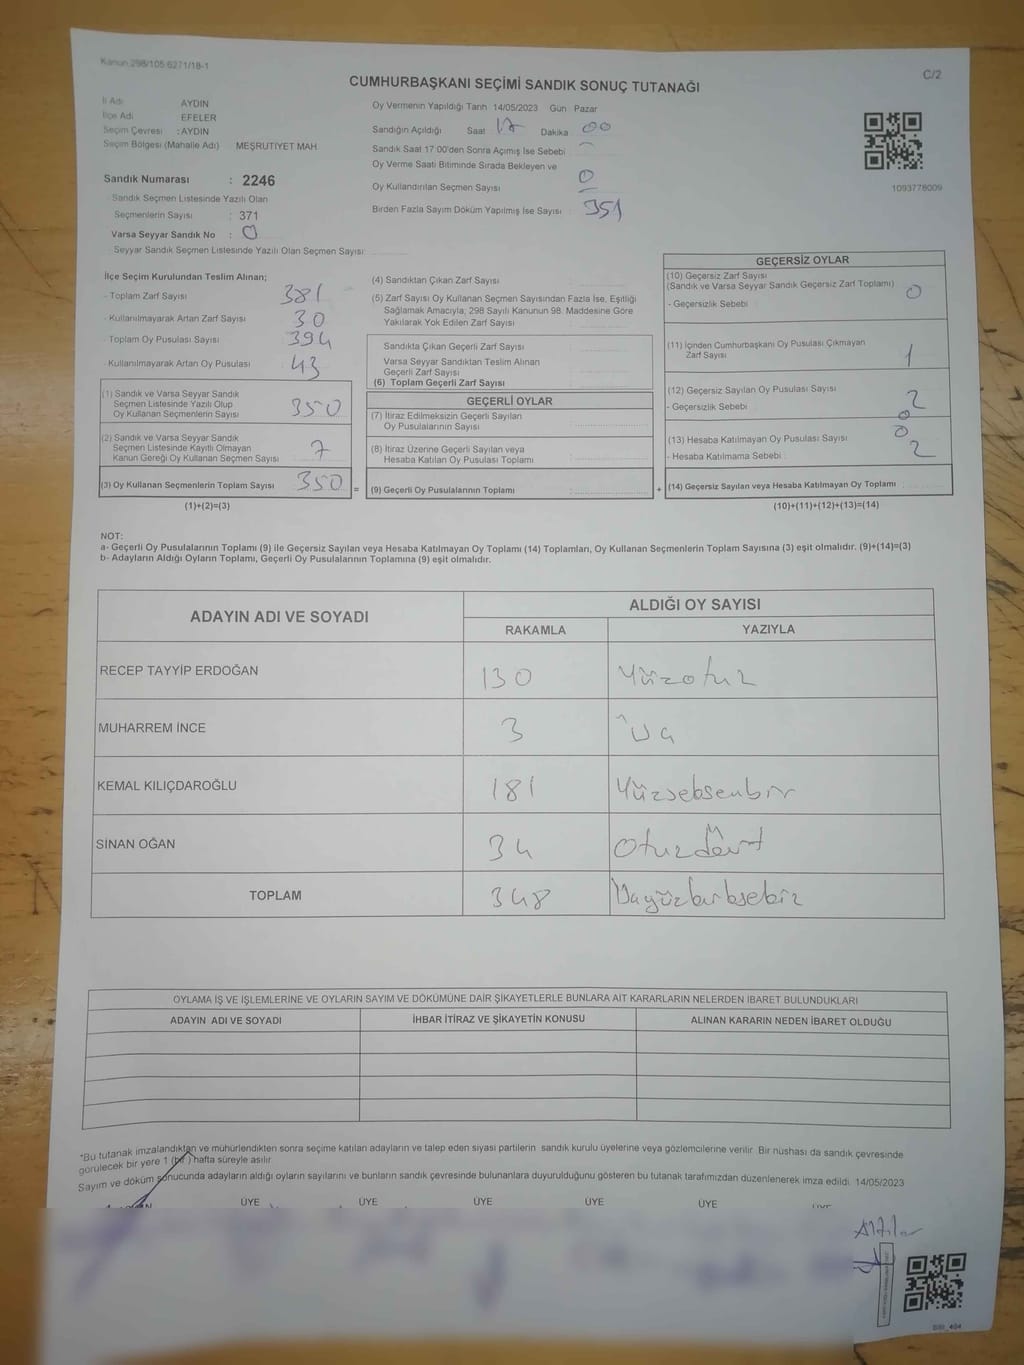 Kanun 298/105 6271/18-1
C/2
CUMHURBAŞKANI SEÇİMİ SANDIK SONUÇ TUTANAĞI
İl Adı AYDIN
İlçe Adı EFELER
Seçim Çevresi : AYDIN
Seçim Bölgesi (Mahalle Adı) MEŞRUTİYET MAH.
Sandık Numarası : 2246
Sandık Seçmen Listesinde Yazılı Olan
Seçmenlerin Sayısı : 371
Varsa Seyyar Sandık No : 0
Seyyar Sandık Seçmen Listesinde Yazılı Olan Seçmen Sayısı
Oy Vermenin Yapıldığı Tarih 14/05/2023 Gün Pazar
Sandığın Açıldığı Saat 17 Dakika 00
Sandık Saat 17:00'den Sonra Açımış İse Sebebi
Oy Verme Saati Bitiminde Sırada Bekleyen ve
Oy Kullandırılan Seçmen Sayısı 0
Birden Fazla Sayım Döküm Yapılmış İse Sayısı 351
1093778009
İlçe Seçim Kurulundan Teslim Alınan;
- Toplam Zarf Sayısı 381
- Kullanılmayarak Artan Zarf Sayısı 30
- Toplam Oy Pusulası Sayısı 394
- Kullanılmayarak Artan Oy Pusulası 43
(1) Sandık ve Varsa Seyyar Sandık
Seçmen Listesinde Yazılı Olup
Oy Kullanan Seçmenlerin Sayısı 350
(2) Sandık ve Varsa Seyyar Sandık
Seçmen Listesinde Kayıtlı Olmayan
Kanun Gereği Oy Kullanan Seçmen Sayısı 7
(3) Oy Kullanan Seçmenlerin Toplam Sayısı 350 =
(1)+(2)=(3)
(4) Sandıktan Çıkan Zarf Sayısı
(5) Zarf Sayısı Oy Kullanan Seçmen Sayısından Fazla İse, Eşitliği
Sağlamak Amacıyla; 298 Sayılı Kanunun 98. Maddesine Göre
Yakılarak Yok Edilen Zarf Sayısı
Sandıkta Çıkan Geçerli Zarf Sayısı
Varsa Seyyar Sandıktan Teslim Alınan
Geçerli Zarf Sayısı
(6) Toplam Geçerli Zarf Sayısı
GEÇERLİ OYLAR
(7) İtiraz Edilmeksizin Geçerli Sayılan
Oy Pusulalarının Sayısı
(8) İtiraz Üzerine Geçerli Sayılan veya
Hesaba Katılan Oy Pusulası Toplamı
(9) Geçerli Oy Pusulalarının Toplamı +
GEÇERSİZ OYLAR
(10) Geçersiz Zarf Sayısı
(Sandık ve Varsa Seyyar Sandık Geçersiz Zarf Toplamı) 0
- Geçersizlik Sebebi
(11) İçinden Cumhurbaşkanı Oy Pusulası Çıkmayan
Zarf Sayısı 1
(12) Geçersiz Sayılan Oy Pusulası Sayısı 2
- Geçersizlik Sebebi 0
(13) Hesaba Katılmayan Oy Pusulası Sayısı 0
- Hesaba Katılmama Sebebi 2
(14) Geçersiz Sayılan veya Hesaba Katılmayan Oy Toplamı
(10)+(11)+(12)+(13)=(14)
NOT:
a- Geçerli Oy Pusulalarının Toplamı (9) ile Geçersiz Sayılan veya Hesaba Katılmayan Oy Toplamı (14) Toplamları, Oy Kullanan Seçmenlerin Toplam Sayısına (3) eşit olmalıdır. (9)+(14)=(3)
b- Adayların Aldığı Oyların Toplamı, Geçerli Oy Pusulalarının Toplamına (9) eşit olmalıdır.
ADAYIN ADI VE SOYADI ALDIĞI OY SAYISI
RAKAMLA YAZIYLA
RECEP TAYYİP ERDOĞAN 130 Yüzotuz
MUHARREM İNCE 3 Üç
KEMAL KILIÇDAROĞLU 181 Yüzseksenbir
SİNAN OĞAN 34 Otuzdört
TOPLAM 348
OYLAMA İŞ VE İŞLEMLERİNE VE OYLARIN SAYIM VE DÖKÜMÜNE DAİR ŞİKAYETLERLE BUNLARA AİT KARARLARIN NELERDEN İBARET BULUNDUKLARI
ADAYIN ADI VE SOYADI İHBAR İTİRAZ VE ŞİKAYETİN KONUSU ALINAN KARARIN NEDEN İBARET OLDUĞU
*Bu tutanak imzalandıktan ve mühürlendikten sonra seçime katılan adayların ve talep eden siyasi partilerin sandık kurulu üyelerine veya gözlemcilerine verilir. Bir nüshası da sandık çevresinde
görülecek bir yere 1 (bir) hafta süreyle asılır.
Sayım ve döküm sonucunda adayların aldığı oyların sayılarını ve bunların sandık çevresinde bulunanlara duyurulduğunu gösteren bu tutanak tarafımızdan düzenlenerek imza edildi. 14/05/2023
ÜYE ÜYE ÜYE ÜYE ÜYE